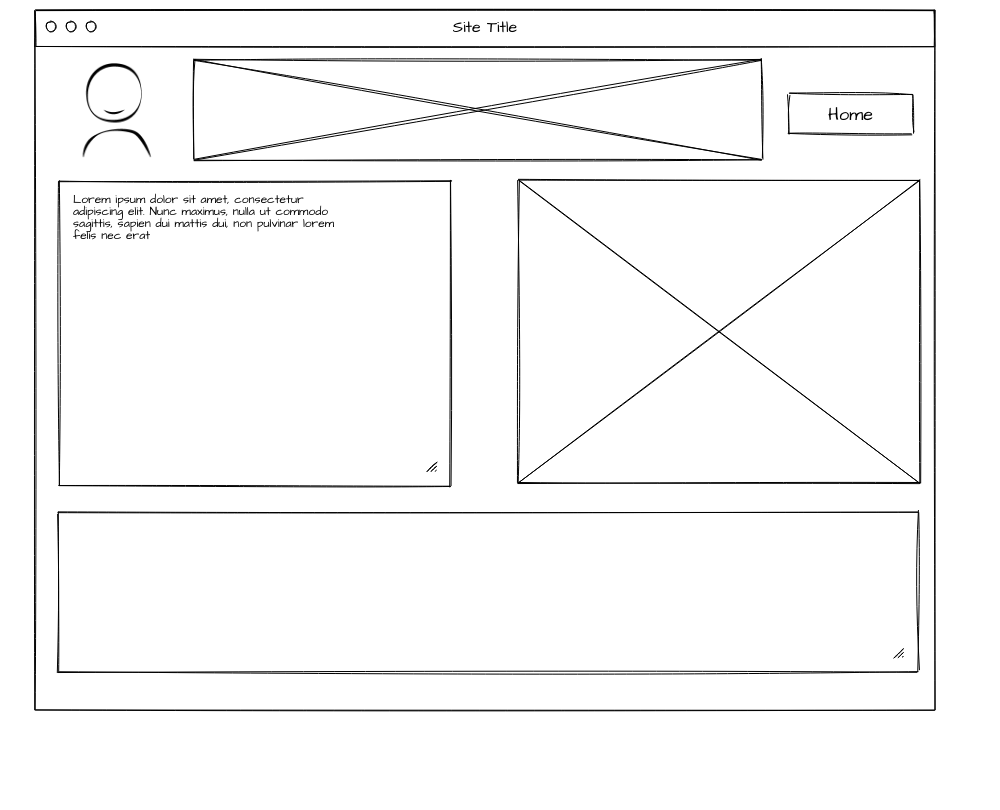 Site Title
Home
Lorem ipsum dolor sit amet, consectetur
adipiscing elit. Nunc maximus, nulla ut commodo
sagittis, sapien dui mattis dui, non pulvinar lorem
felis nec erat